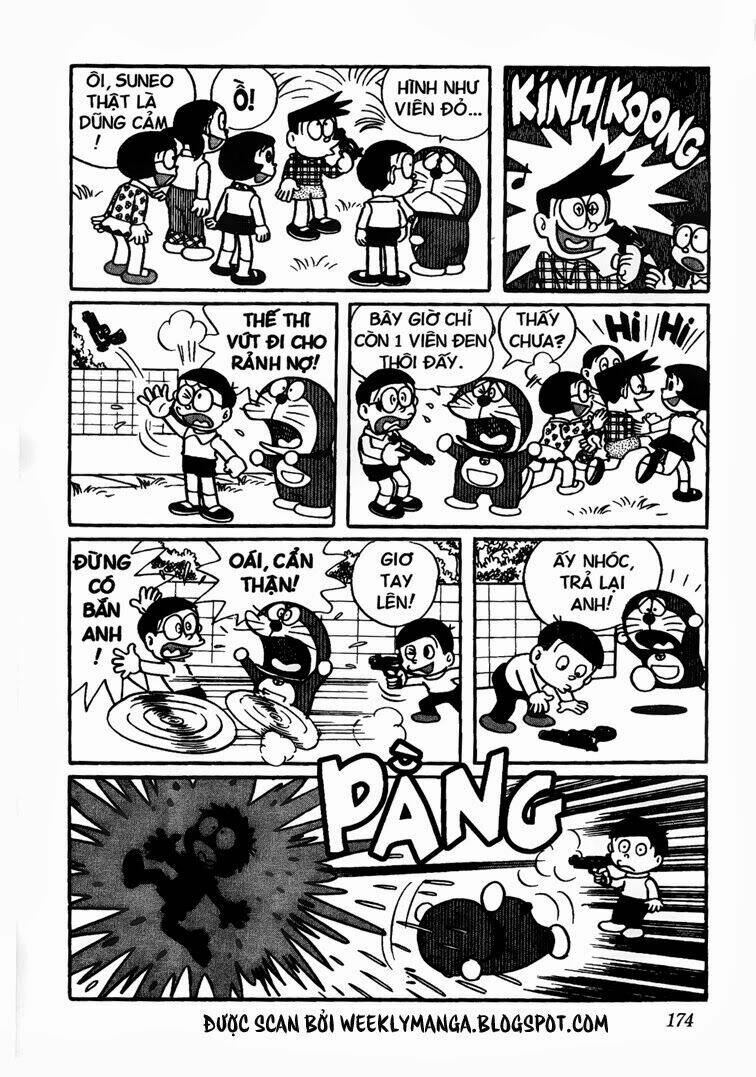 KÍNH KOONG
HÌNH NHƯ
VIÊN ĐỎ...
Ồ!
ÔI, SUNEO
THẬT LÀ
DŨNG CẢM
!
Hi Hi
THẤY
CHƯA?
BÂY GIỜ CHỈ
CÒN 1 VIÊN ĐEN
THÔI ĐẤY.
THẾ THÌ
VỨT ĐI CHO
RẢNH NỢ!
ẤY NHÓC,
TRẢ LẠI
ANH!
GIƠ
TAY
LÊN!
OÁI, CẨN
THẬN!
ĐỪNG
CÓ
BẮN
ANH
!
PẰNG
ĐƯỢC SCAN BỞI WEEKLYMANGA.BLOGSPOT.COM
174